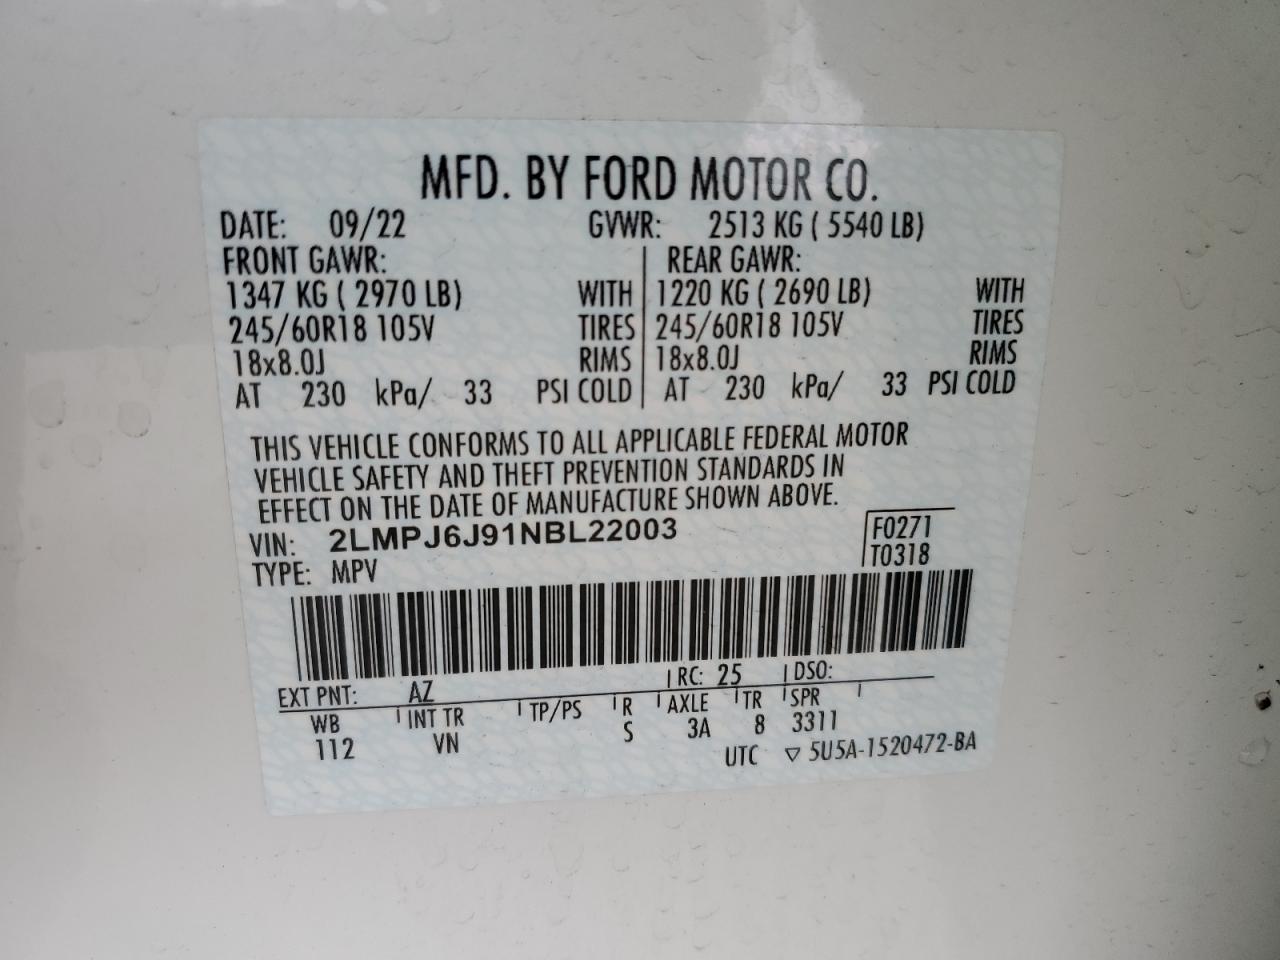 MFD. BY FORD MOTOR CO.
DATE: 09/22 GVWR: 2513 KG ( 5540 LB)
FRONT GAWR: REAR GAWR:
1347 KG ( 2970 LB) WITH 1220 KG ( 2690 LB) WITH
245/60R18 105V TIRES 245/60R18 105V TIRES
18x8.0J RIMS 18x8.0J RIMS
AT 230 kPa/ 33 PSI COLD AT 230 kPa/ 33 PSI COLD
THIS VEHICLE CONFORMS TO ALL APPLICABLE FEDERAL MOTOR
VEHICLE SAFETY AND THEFT PREVENTION STANDARDS IN
EFFECT ON THE DATE OF MANUFACTURE SHOWN ABOVE.
VIN: 2LMPJ6J91NBL22003 F0271
TYPE: MPV T0318
EXT PNT: AZ RC: 25 DSO:
WB INT TR TP/PS R AXLE TR SPR
112 VN S 3A 8 3311
UTC ▽ 5U5A-1520472-BA